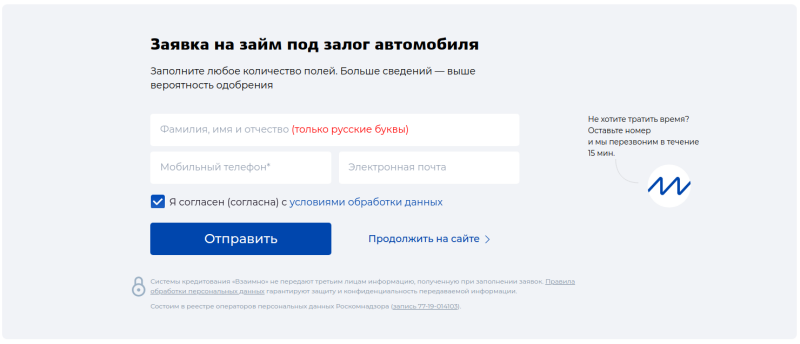 Заявка на займ под залог автомобиля
Заполните любое количество полей. Больше сведений — выше
вероятность одобрения
Фамилия, имя и отчество (только русские буквы)
Мобильный телефон*
Электронная почта
Я согласен (согласна) с условиями обработки данных
Отправить
Продолжить на сайте >
Не хотите тратить время?
Оставьте номер
и мы перезвоним в течение
15 мин.
Системы кредитования «Взаимно» не передают третьим лицам информацию, полученную при заполнении заявок. Правила
обработки персональных данных гарантируют защиту и конфиденциальность передаваемой информации.
Состоим в реестре операторов персональных данных Роскомнадзора (запись 77-19-014103).